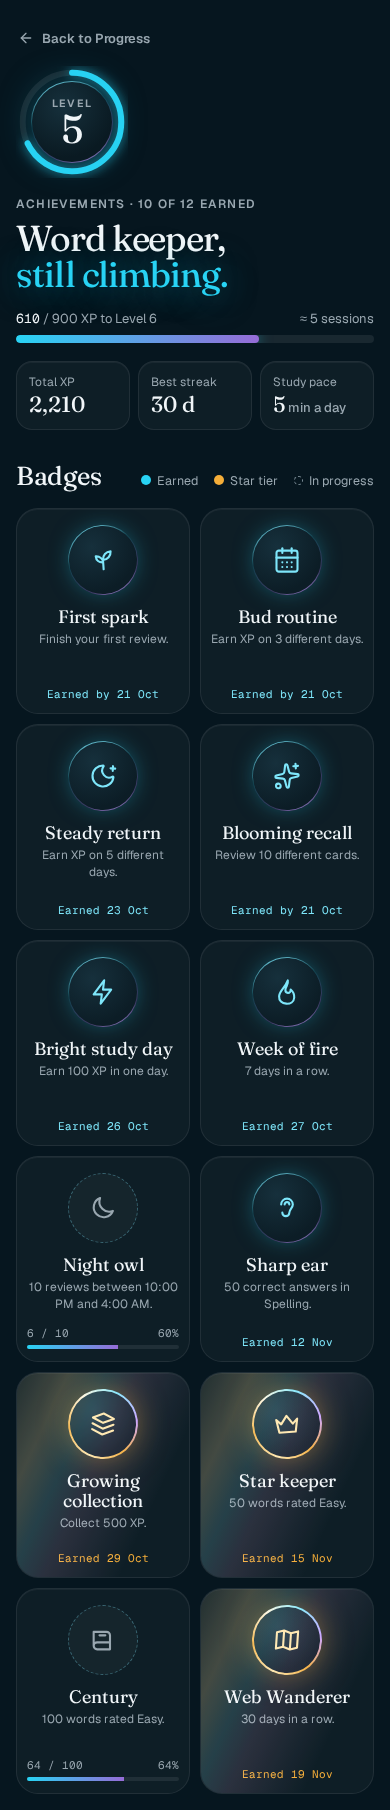 Back to Progress
LEVEL
5
ACHIEVEMENTS · 10 OF 12 EARNED
Word keeper,
still climbing.
610 / 900 XP to Level 6
≈ 5 sessions
Total XP
2,210
Best streak
30 d
Study pace
5 min a day
Badges
Earned
Star tier
In progress
First spark
Finish your first review.
Earned by 21 Oct
Bud routine
Earn XP on 3 different days.
Earned by 21 Oct
Steady return
Earn XP on 5 different
days.
Earned 23 Oct
Blooming recall
Review 10 different cards.
Earned by 21 Oct
Bright study day
Earn 100 XP in one day.
Earned 26 Oct
Week of fire
7 days in a row.
Earned 27 Oct
Night owl
10 reviews between 10:00
PM and 4:00 AM.
6 / 10
60%
Sharp ear
50 correct answers in
Spelling.
Earned 12 Nov
Growing
collection
Collect 500 XP.
Earned 29 Oct
Star keeper
50 words rated Easy.
Earned 15 Nov
Century
100 words rated Easy.
64 / 100
64%
Web Wanderer
30 days in a row.
Earned 19 Nov